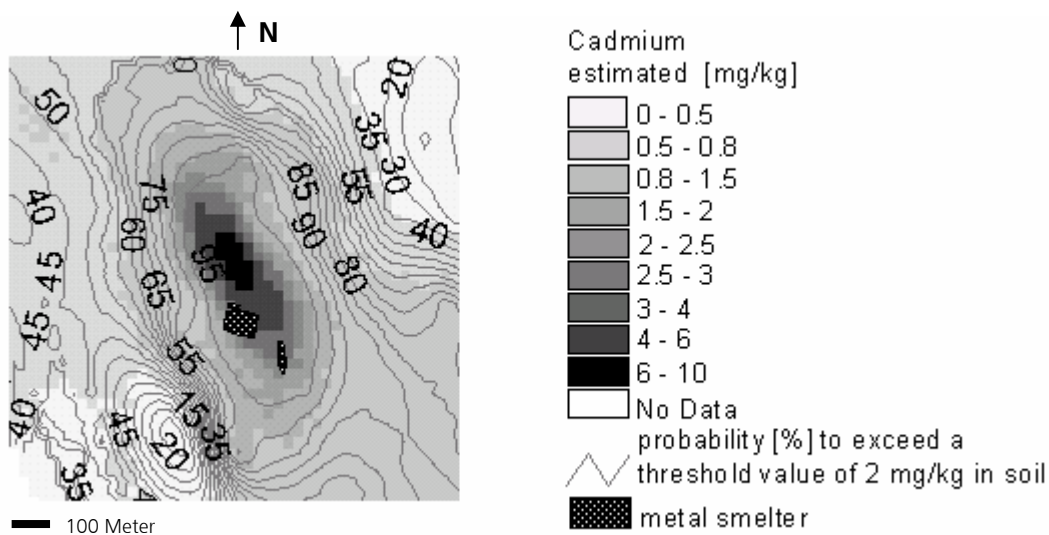 N
0
20
50
35
30
85
55
75
40
90
40
60
95
80
45
65
45
55
15
40
45
35
20
35
4
100 Meter
Cadmium
estimated [mg/kg]
0 - 0.5
0.5 - 0.8
0.8 - 1.5
1.5 - 2
2 - 2.5
2.5 - 3
3 - 4
4 - 6
6 - 10
No Data
probability [%] to exceed a
threshold value of 2 mg/kg in soil
metal smelter